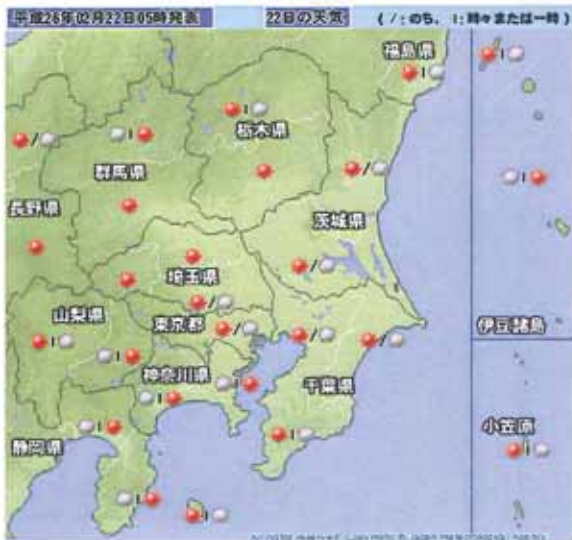 平成26年02月22日05時発表 22日の天気 ( / : のち、 I : 時々または一時 )
福島県
栃木県
群馬県
長野県
茨城県
埼玉県
山梨県
東京都
伊豆諸島
神奈川県
千葉県
小笠原
静岡県